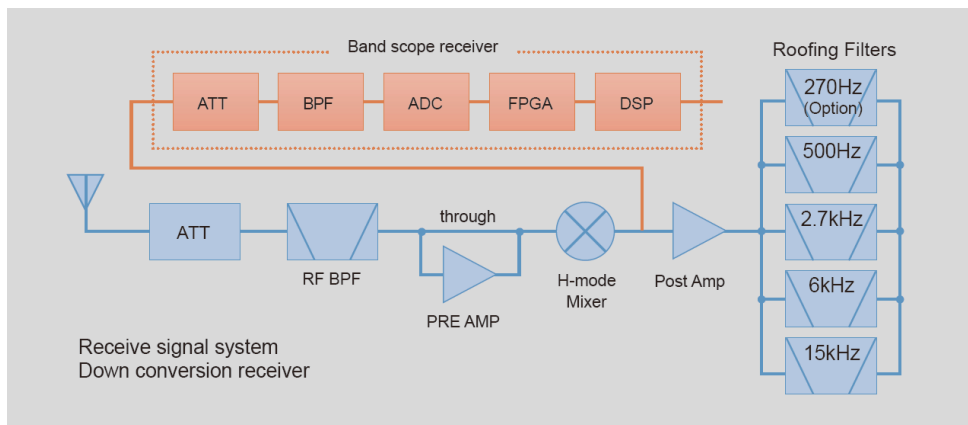 Band scope receiver
ATT
BPF
ADC
FPGA
DSP
Roofing Filters
270Hz
(Option)
500Hz
2.7kHz
6kHz
15kHz
ATT
RF BPF
through
PRE AMP
H-mode
Mixer
Post Amp
Receive signal system
Down conversion receiver